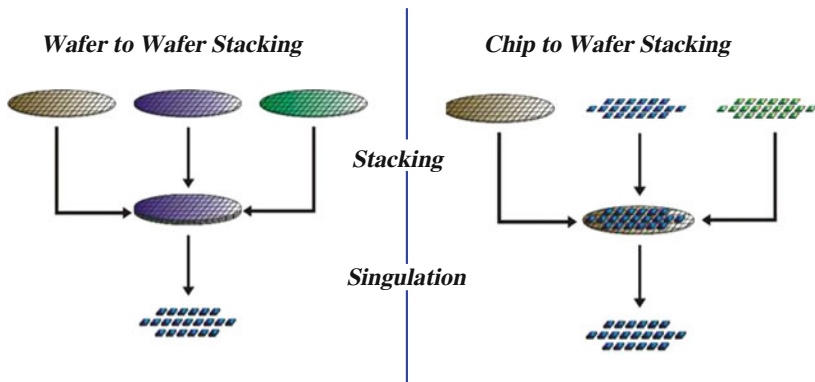 Wafer to Wafer Stacking
Chip to Wafer Stacking
Stacking
Singulation